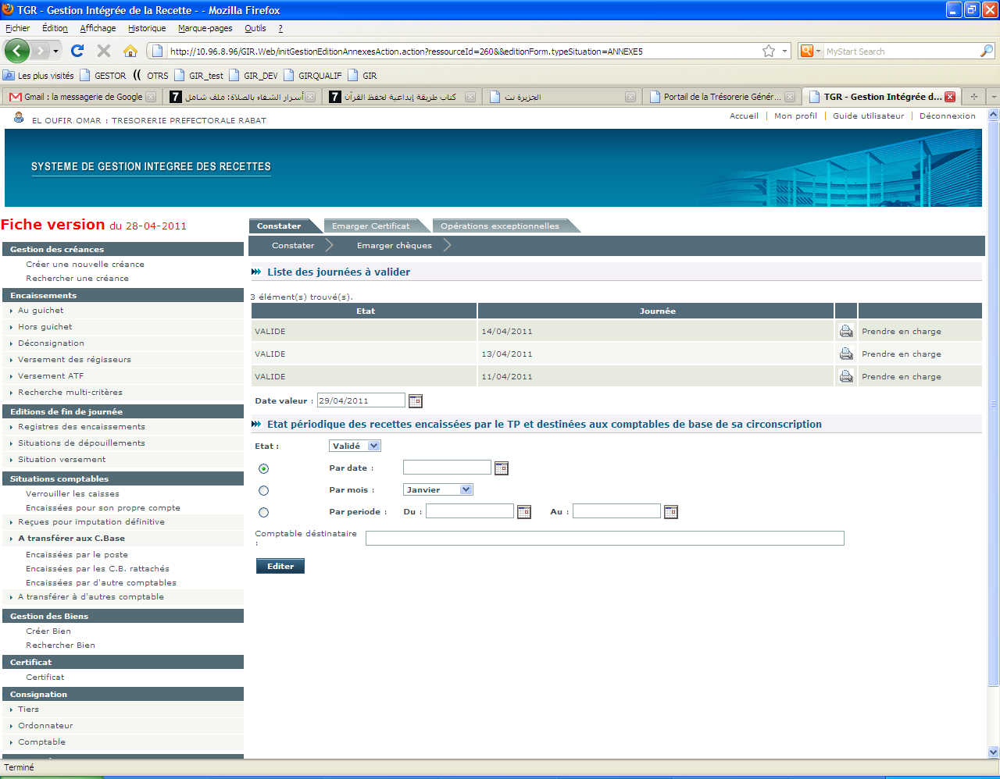 TGR - Gestion Intégrée de la Recette - - Mozilla Firefox
Fichier Édition Affichage Historique Marque-pages Outils ?
http://10.96.8.96/GIR.Web/initGestionEditionAnnexesAction.action?ressourceId=260&&editionForm.typeSituation=ANNEXE5
MyStart Search
Les plus visités GESTOR OTRS GIR_test GIR_DEV GIRQUALIF GIR
Gmail : la messagerie de Google
أسرار الشفاء بالصلاة: ملف شامل
كتاب طريقة إبداعية لحفظ القرآن
الجزيرة نت
Portail de la Trésorerie Génér...
TGR - Gestion Intégrée d...
EL OUFIR OMAR : TRESORERIE PREFECTORALE RABAT
Accueil | Mon profil | Guide utilisateur | Déconnexion
SYSTEME DE GESTION INTEGREE DES RECETTES
Fiche version du 28-04-2011
Gestion des créances
Créer une nouvelle créance
Rechercher une créance
Encaissements
Au guichet
Hors guichet
Déconsignation
Versement des régisseurs
Versement ATF
Recherche multi-critères
Editions de fin de journée
Registres des encaissements
Situations de dépouillements
Situation versement
Situations comptables
Verrouiller les caisses
Encaissées pour son propre compte
Reçues pour imputation définitive
A transférer aux C.Base
Encaissées par le poste
Encaissées par les C.B. rattachés
Encaissées par d'autre comptables
A transférer à d'autres comptable
Gestion des Biens
Créer Bien
Rechercher Bien
Certificat
Certificat
Consignation
Tiers
Ordonnateur
Comptable
Constater Emarger Certificat Opérations exceptionnelles
Constater Emarger chèques
Liste des journées à valider
3 élément(s) trouvé(s).
Etat Journée
VALIDE 14/04/2011 Prendre en charge
VALIDE 13/04/2011 Prendre en charge
VALIDE 11/04/2011 Prendre en charge
Date valeur : 29/04/2011
Etat périodique des recettes encaissées par le TP et destinées aux comptables de base de sa circonscription
Etat : Validé
Par date :
Par mois : Janvier
Par periode : Du : Au :
Comptable déstinataire
:
Editer
Terminé